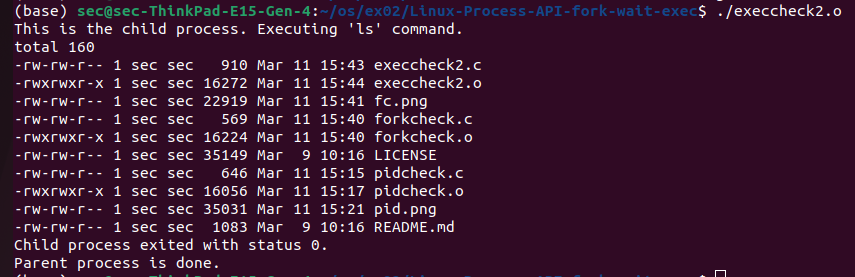 (base) sec@sec-ThinkPad-E15-Gen-4:~/os/ex02/Linux-Process-API-fork-wait-exec$ ./execcheck2.o
This is the child process. Executing 'ls' command.
total 160
-rw-rw-r-- 1 sec sec   910 Mar 11 15:43 execcheck2.c
-rwxrwxr-x 1 sec sec 16272 Mar 11 15:44 execcheck2.o
-rw-rw-r-- 1 sec sec 22919 Mar 11 15:41 fc.png
-rw-rw-r-- 1 sec sec   569 Mar 11 15:40 forkcheck.c
-rwxrwxr-x 1 sec sec 16224 Mar 11 15:40 forkcheck.o
-rw-rw-r-- 1 sec sec 35149 Mar  9 10:16 LICENSE
-rw-rw-r-- 1 sec sec   646 Mar 11 15:15 pidcheck.c
-rwxrwxr-x 1 sec sec 16056 Mar 11 15:17 pidcheck.o
-rw-rw-r-- 1 sec sec 35031 Mar 11 15:21 pid.png
-rw-rw-r-- 1 sec sec  1083 Mar  9 10:16 README.md
Child process exited with status 0.
Parent process is done.